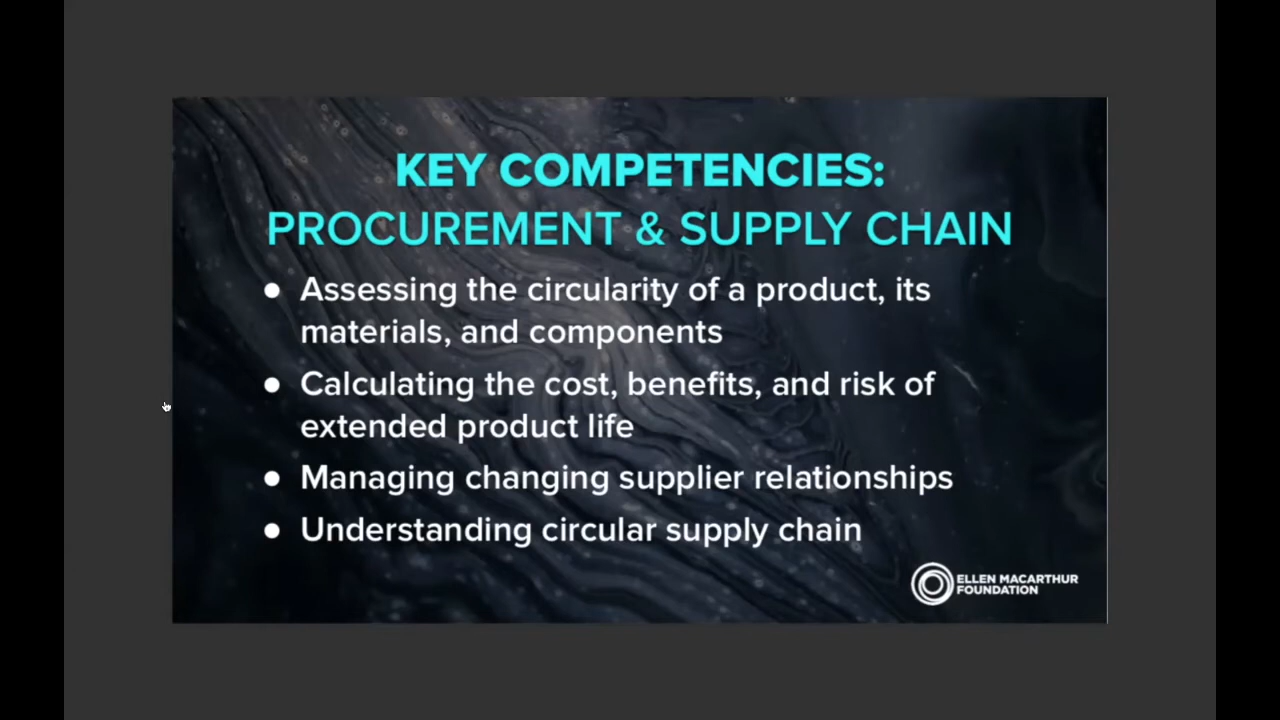 KEY COMPETENCIES:
PROCUREMENT & SUPPLY CHAIN
● Assessing the circularity of a product, its
materials, and components
● Calculating the cost, benefits, and risk of
extended product life
● Managing changing supplier relationships
● Understanding circular supply chain
ELLEN MACARTHUR
FOUNDATION